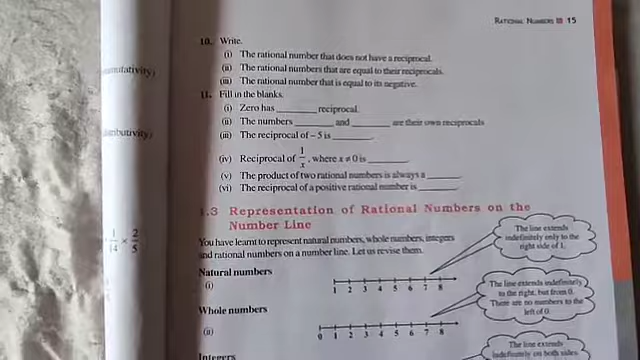 RATIONAL NUMBERS 15
10. Write.
(i) The rational number that does not have a reciprocal.
(ii) The rational numbers that are equal to their reciprocals.
(iii) The rational number that is equal to its negative.
11. Fill in the blanks.
(i) Zero has ________ reciprocal.
(ii) The numbers ________ and ________ are their own reciprocals
(iii) The reciprocal of – 5 is ________.
(iv) Reciprocal of 1/x, where x ≠ 0 is ________.
(v) The product of two rational numbers is always a ________.
(vi) The reciprocal of a positive rational number is ________.
1.3 Representation of Rational Numbers on the
Number Line
You have learnt to represent natural numbers, whole numbers, integers
and rational numbers on a number line. Let us revise them.
The line extends
indefinitely only to the
right side of 1.
Natural numbers
(i)
1 2 3 4 5 6 7 8
The line extends indefinitely
to the right, but from 0.
There are no numbers to the
left of 0.
Whole numbers
(ii)
0 1 2 3 4 5 6 7 8
The line extends
indefinitely on both sides
Integers
mutativity)
tributivity)
1/14 × 2/5